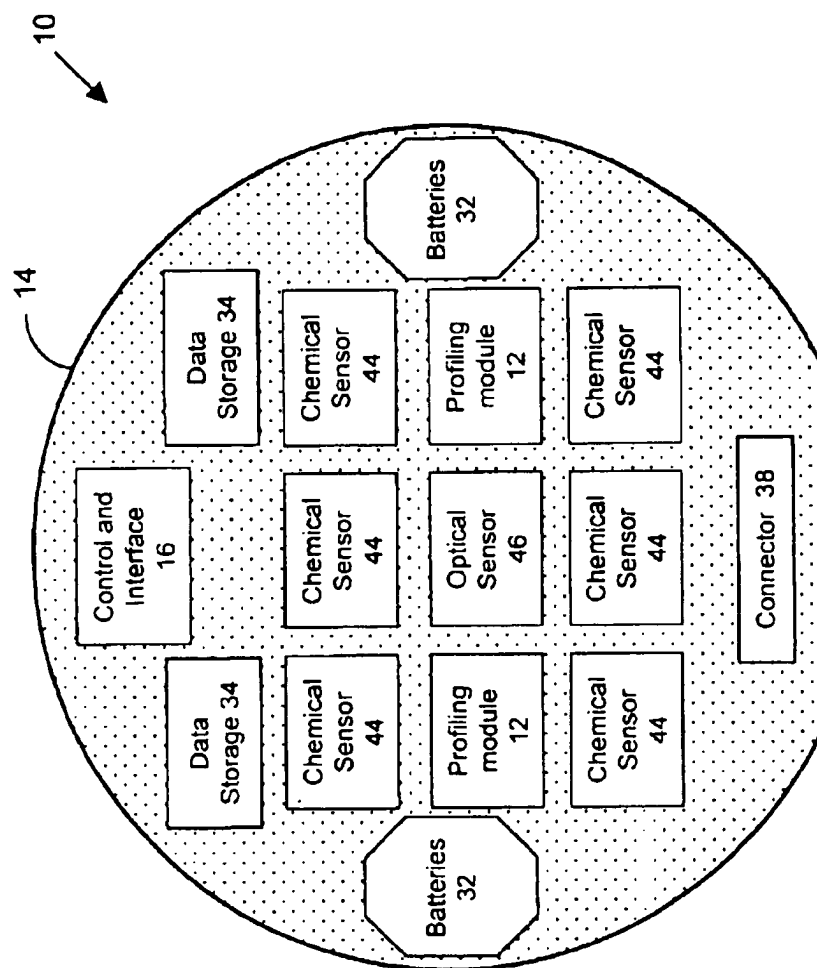 10
14
Control and
Interface
16
Data
Storage 34
Data
Storage 34
Chemical
Sensor
44
Chemical
Sensor
44
Chemical
Sensor
44
Batteries
32
Profiling
module
12
Optical
Sensor
46
Profiling
module
12
Batteries
32
Chemical
Sensor
44
Chemical
Sensor
44
Chemical
Sensor
44
Connector 38